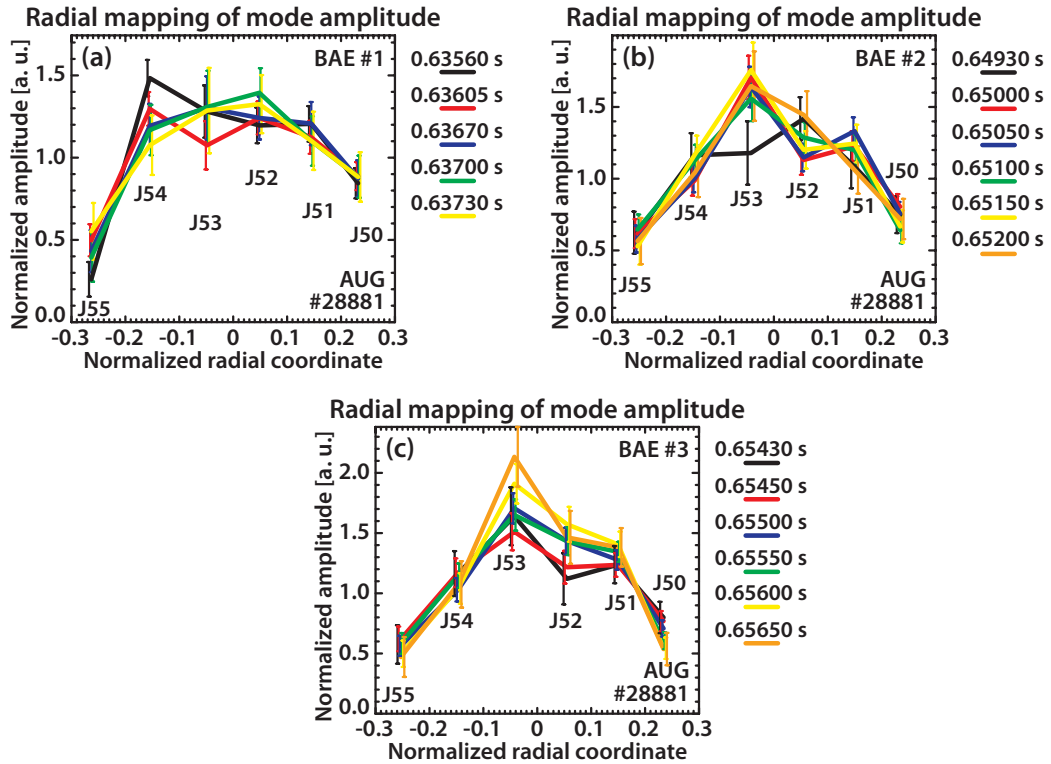 Radial mapping of mode amplitude
(a)
BAE #1
Normalized amplitude [a. u.]
1.5
1.0
0.5
0.0
J55
J54
J53
J52
J51
J50
AUG
#28881
-0.3 -0.2 -0.1 0 0.1 0.2 0.3
Normalized radial coordinate
0.63560 s
0.63605 s
0.63670 s
0.63700 s
0.63730 s
Radial mapping of mode amplitude
(b)
BAE #2
Normalized amplitude [a. u.]
1.5
1.0
0.5
0.0
J55
J54
J53
J52
J51
J50
AUG
#28881
-0.3 -0.2 -0.1 0 0.1 0.2 0.3
Normalized radial coordinate
0.64930 s
0.65000 s
0.65050 s
0.65100 s
0.65150 s
0.65200 s
Radial mapping of mode amplitude
(c)
BAE #3
Normalized amplitude [a. u.]
2.0
1.5
1.0
0.5
0.0
J55
J54
J53
J52
J51
J50
AUG
#28881
-0.3 -0.2 -0.1 0 0.1 0.2 0.3
Normalized radial coordinate
0.65430 s
0.65450 s
0.65500 s
0.65550 s
0.65600 s
0.65650 s